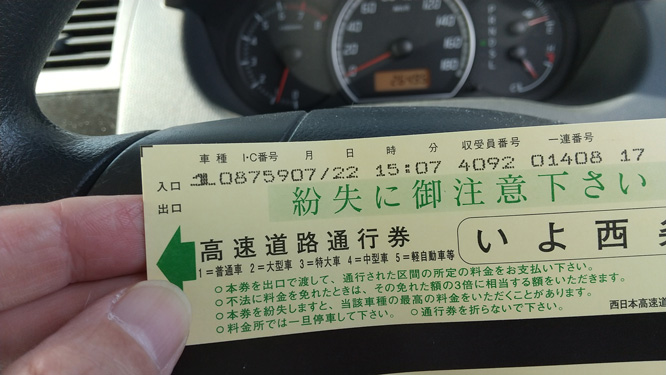 車種 I・C番号 月 日 時 分 収受員番号 一連番号
入口 0875907/22 15:07 4092 01408 17
出口 紛失に御注意下さい
高速道路通行券 いよ西
1=普通車 2=大型車 3=特大車 4=中型車 5=軽自動車等
○本券を出口で渡して、通行された区間の所定の料金をお支払い下さい。
○不法に料金を免れたときは、その免れた額の3倍に相当する額をいただきます。
○本券を紛失しますと、当該車種の最高の料金をいただくことがあります。
○料金所では一旦停車して下さい。 ○通行券を折らないで下さい。
西日本高速道